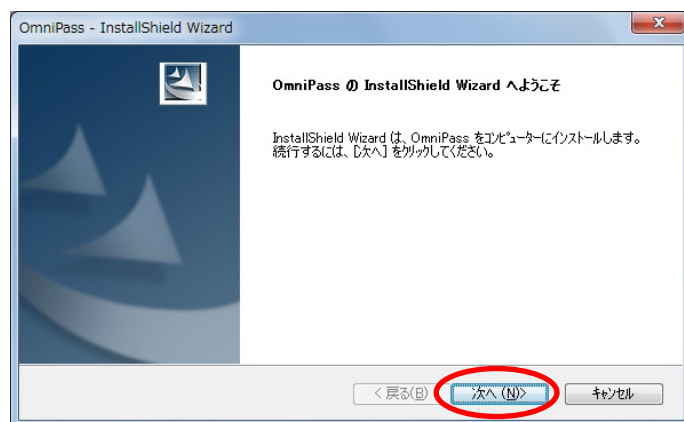 OmniPass - InstallShield Wizard
OmniPass の InstallShield Wizard へようこそ
InstallShield Wizard は、OmniPass をコンピューターにインストールします。
続行するには、[次へ] をクリックしてください。
< 戻る(B)
次へ (N)>
キャンセル